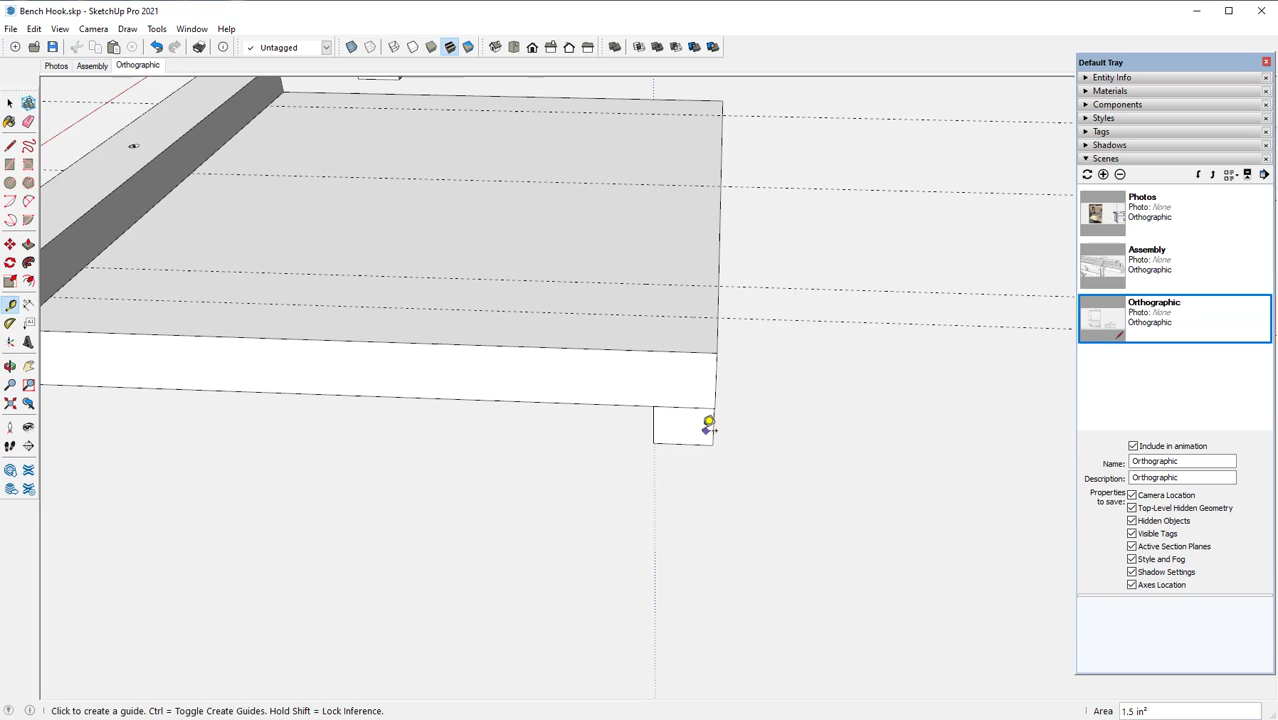 Bench Hook.skp - SketchUp Pro 2021
File Edit View Camera Draw Tools Window Help
✓ Untagged
Photos Assembly Orthographic
Default Tray
Entity Info
Materials
Components
Styles
Tags
Shadows
Scenes
Photos
Photo: None
Orthographic
Assembly
Photo: None
Orthographic
Orthographic
Photo: None
Orthographic
Include in animation
Name: Orthographic
Description: Orthographic
Properties to save:
Camera Location
Top-Level Hidden Geometry
Hidden Objects
Visible Tags
Active Section Planes
Style and Fog
Shadow Settings
Axes Location
Click to create a guide. Ctrl = Toggle Create Guides. Hold Shift = Lock Inference.
Area 1.5 in²